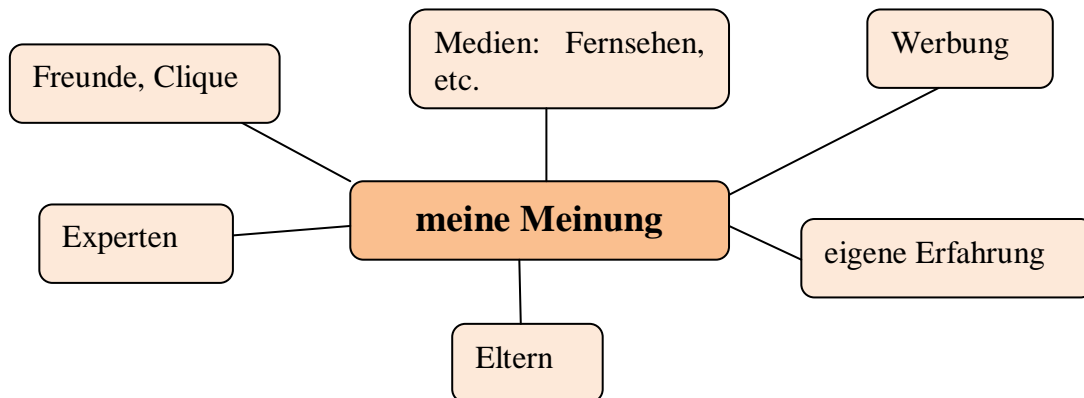 Medien: Fernsehen,
etc.
Werbung
Freunde, Clique
meine Meinung
Experten
eigene Erfahrung
Eltern